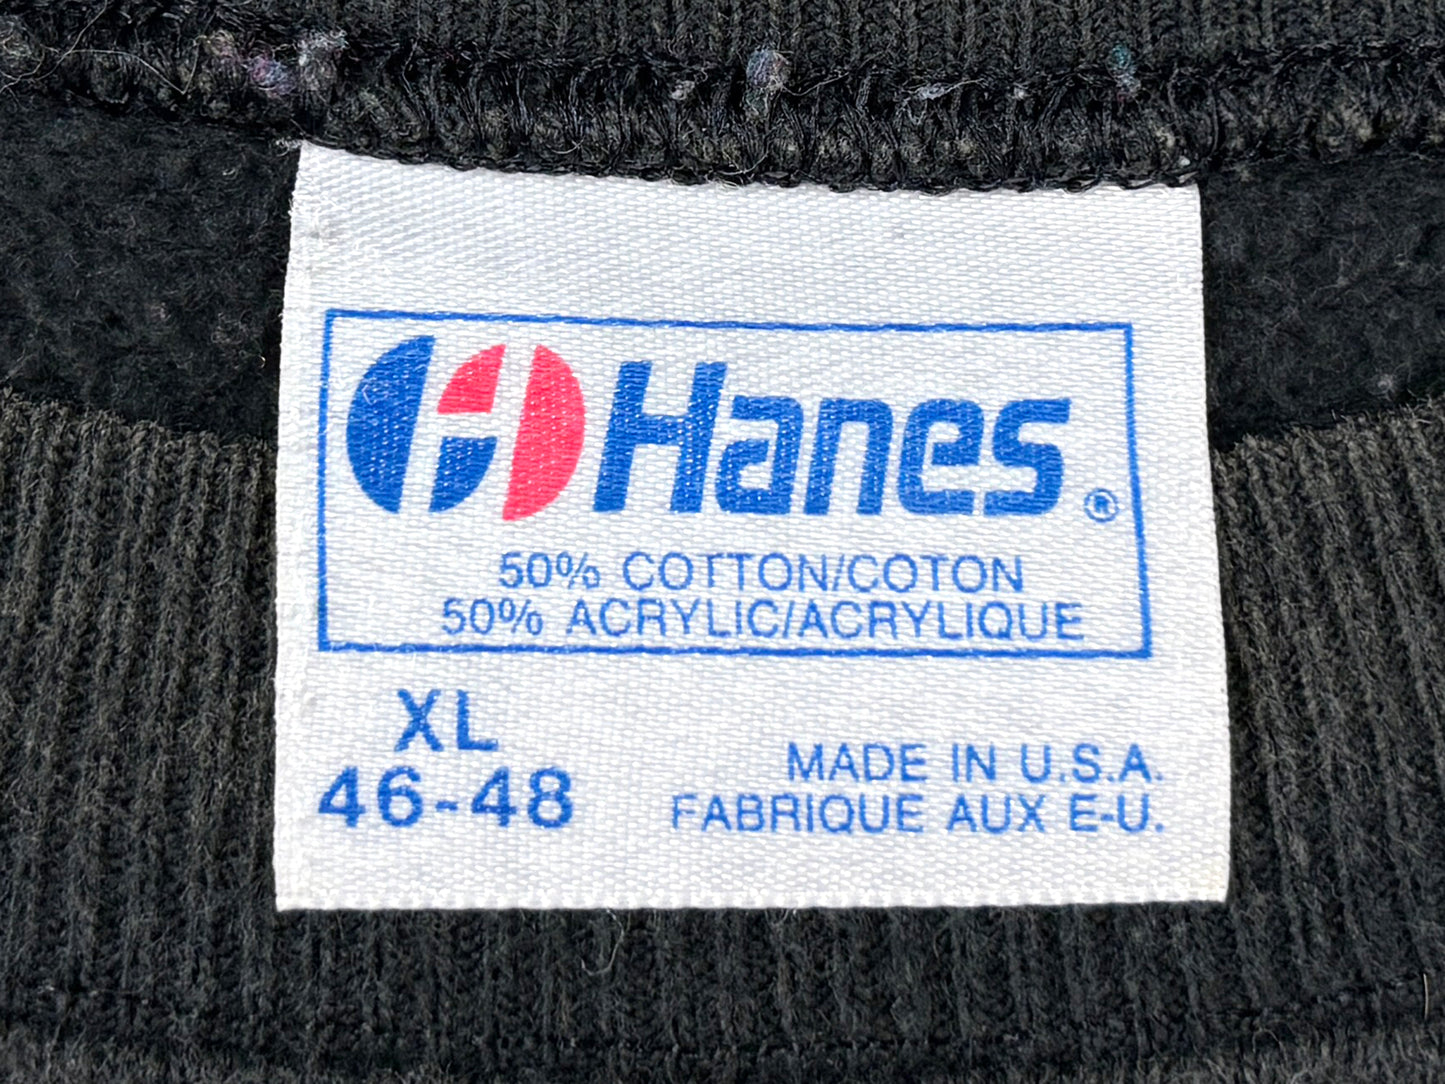 Hanes®
50% COTTON/COTON
50% ACRYLIC/ACRYLIQUE
XL
46-48
MADE IN U.S.A.
FABRIQUE AUX E-U.